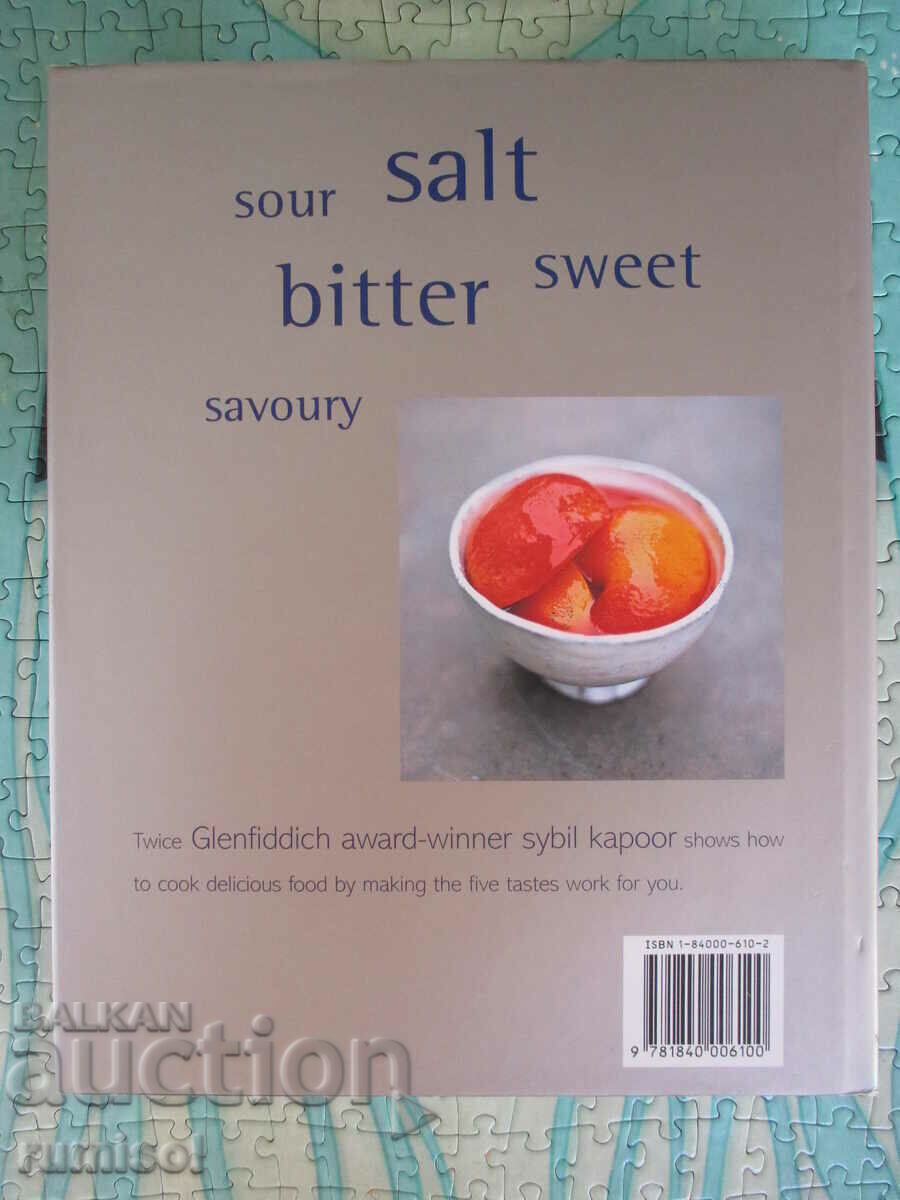 sour salt
bitter sweet
savoury
Twice Glenfiddich award-winner sybil kapoor shows how
to cook delicious food by making the five tastes work for you.
ISBN 1-84000-610-2
9 781840 006100
BALKAN
auction
rumisol